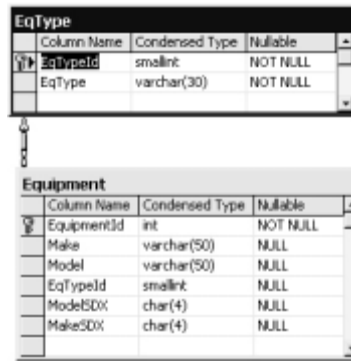 EqType
Column Name Condensed Type Nullable
EqTypeId smallint NOT NULL
EqType varchar(30) NOT NULL
Equipment
Column Name Condensed Type Nullable
EquipmentId int NOT NULL
Make varchar(50) NULL
Model varchar(50) NULL
EqTypeId smallint NULL
ModelSDX char(4) NULL
MakeSDX char(4) NULL